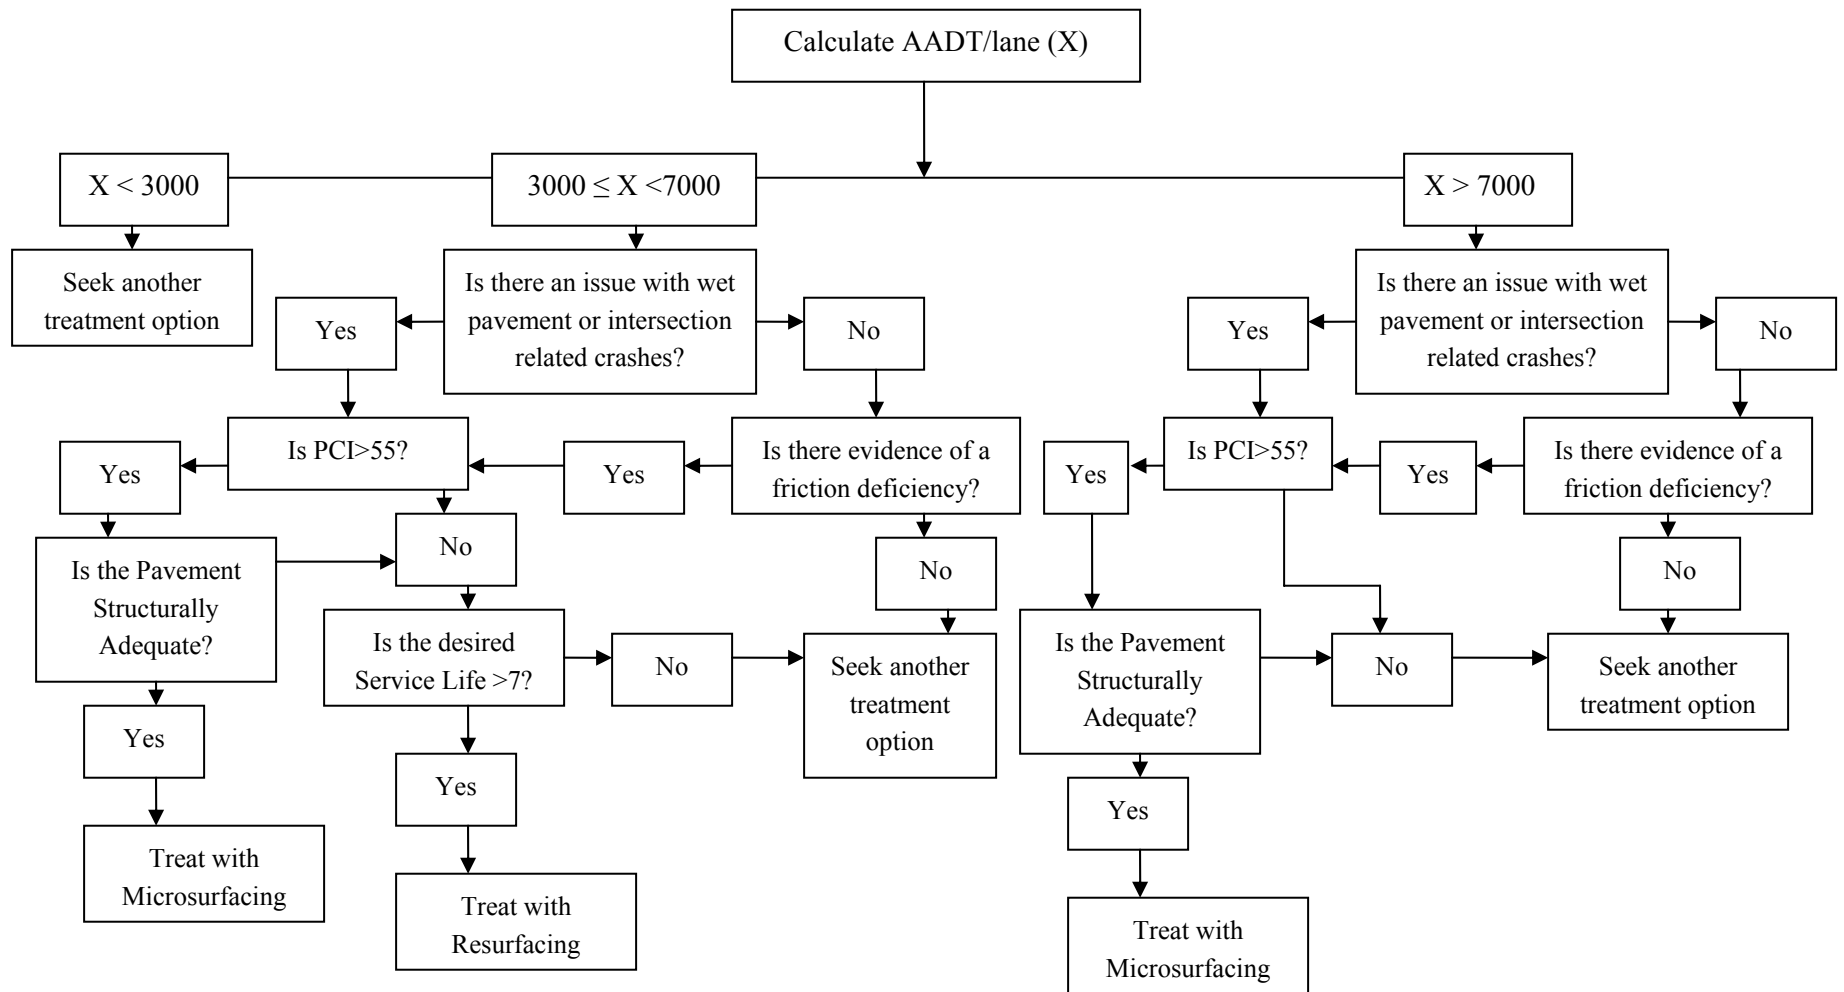 Calculate AADT/lane (X)
X < 3000
3000 ≤ X <7000
X > 7000
Seek another
treatment option
Is there an issue with wet
pavement or intersection
related crashes?
Yes
No
Is there an issue with wet
pavement or intersection
related crashes?
Yes
No
Is PCI>55?
Yes
Yes
Is there evidence of a
friction deficiency?
Is PCI>55?
Yes
Yes
Is there evidence of a
friction deficiency?
Is the Pavement
Structurally
Adequate?
No
No
No
Is the desired
Service Life >7?
No
Seek another
treatment
option
Is the Pavement
Structurally
Adequate?
No
Seek another
treatment option
Yes
Yes
Yes
Treat with
Microsurfacing
Treat with
Resurfacing
Treat with
Microsurfacing